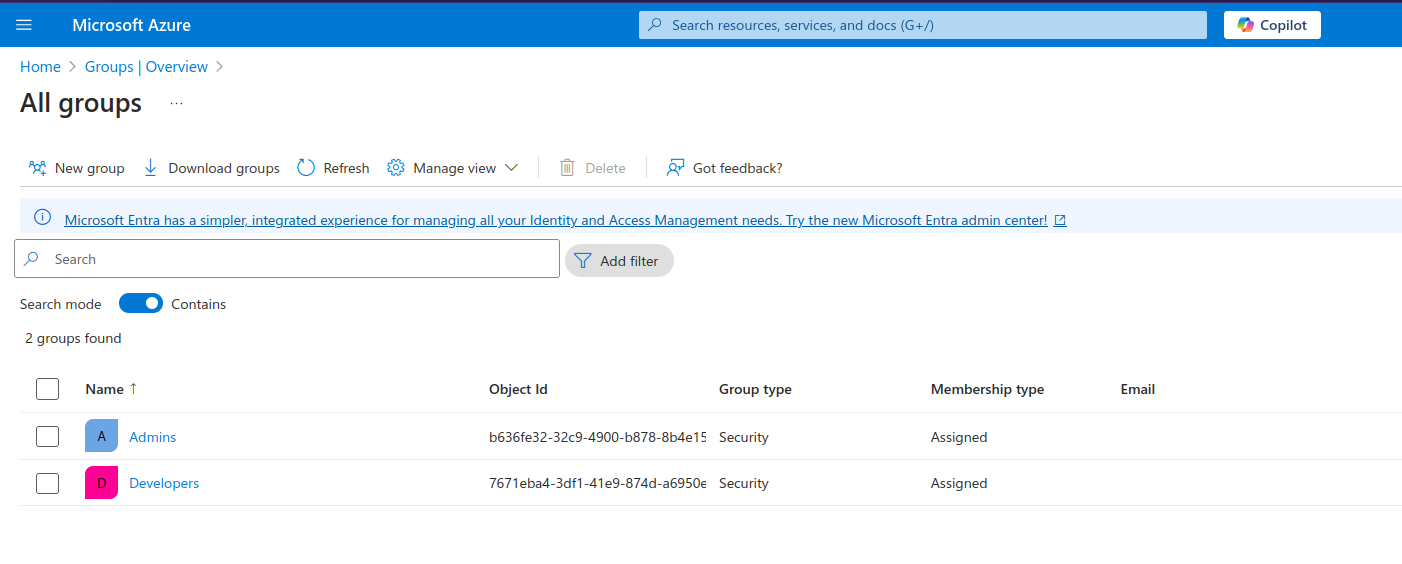 Microsoft Azure Search resources, services, and docs (G+/) Copilot
Home > Groups | Overview >
All groups ...
New group Download groups Refresh Manage view Delete Got feedback?
Microsoft Entra has a simpler, integrated experience for managing all your Identity and Access Management needs. Try the new Microsoft Entra admin center!
Search Add filter
Search mode Contains
2 groups found
Name ↑ Object Id Group type Membership type Email
A Admins b636fe32-32c9-4900-b878-8b4e15 Security Assigned
D Developers 7671eba4-3df1-41e9-874d-a6950e Security Assigned